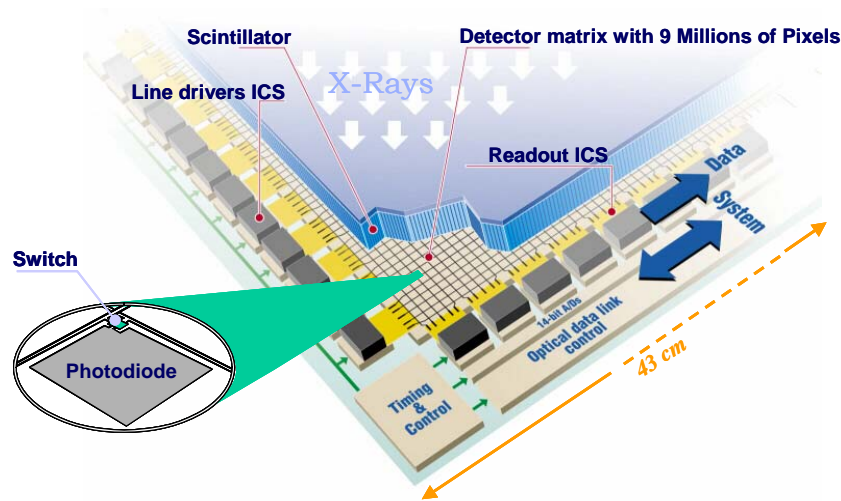 Scintillator
Detector matrix with 9 Millions of Pixels
X-Rays
Line drivers ICS
Readout ICS
Data
System
Switch
14-bit A/Ds
Optical data link
control
43 cm
Photodiode
Timing
&
Control